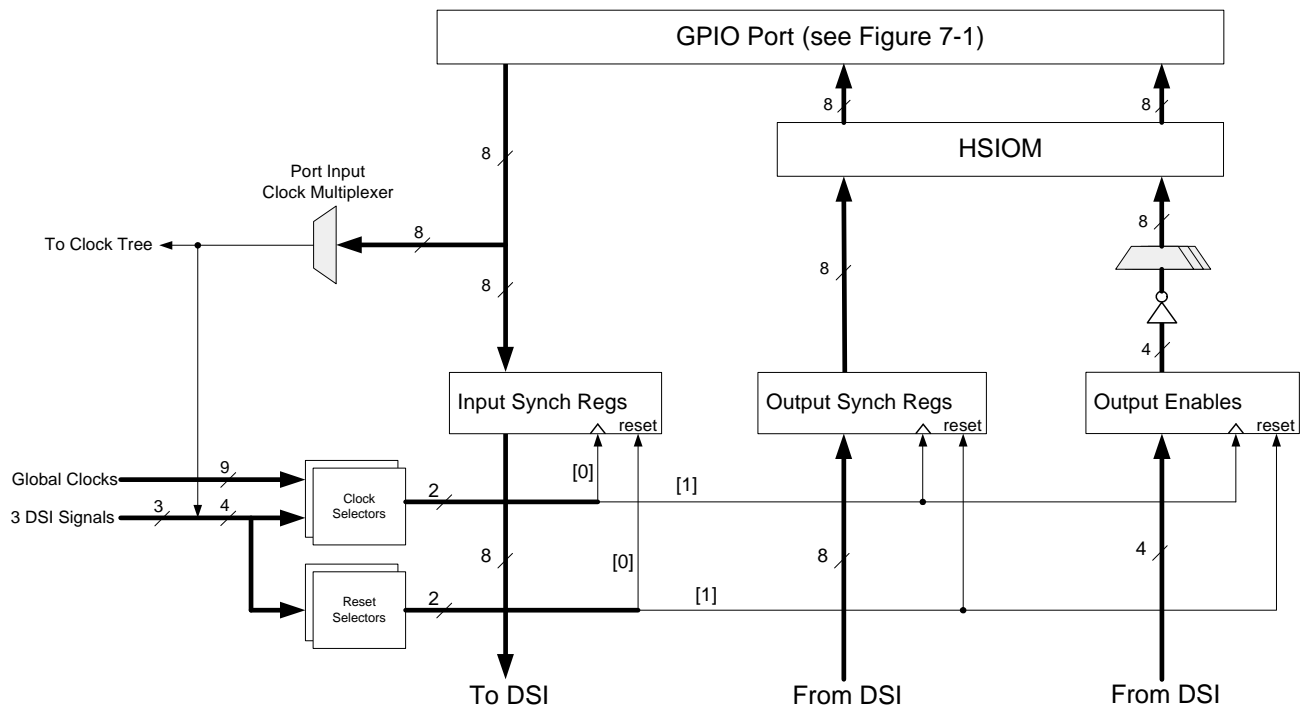 GPIO Port (see Figure 7-1)
8
8
HSIOM
8
Port Input
Clock Multiplexer
8
8
To Clock Tree
8
8
4
Input Synch Regs
reset
Output Synch Regs
reset
Output Enables
reset
Global Clocks
9
[0]
Clock
Selectors
2
[1]
3 DSI Signals
3
4
8
[0]
8
4
Reset
Selectors
2
[1]
To DSI
From DSI
From DSI